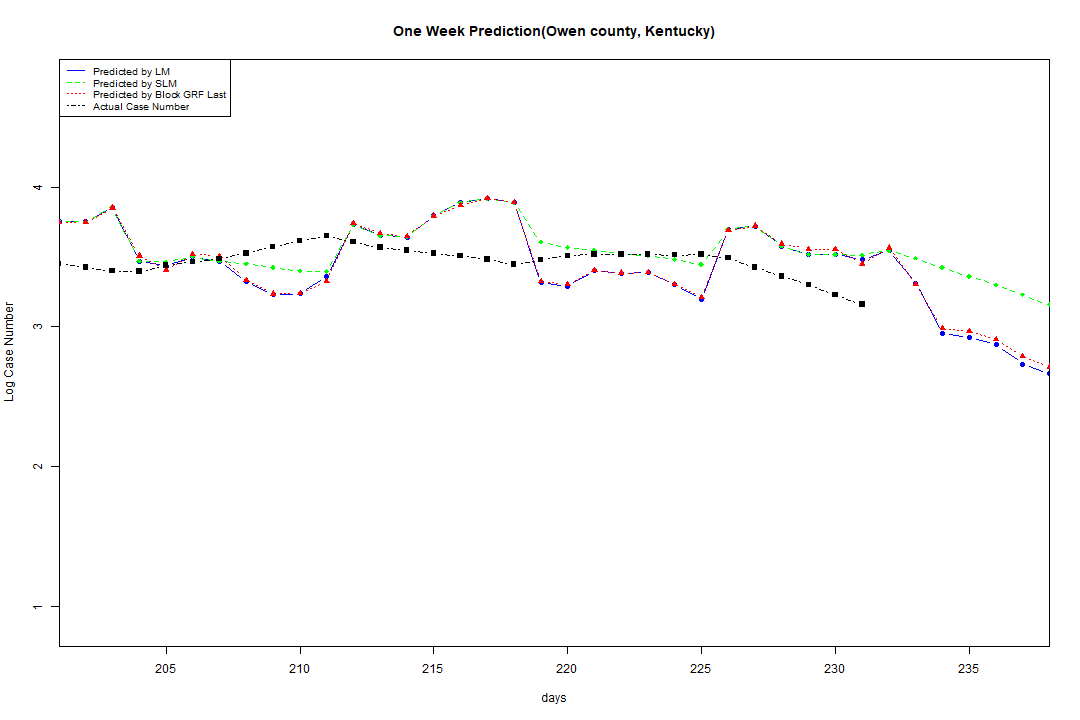 One Week Prediction(Owen county, Kentucky)
Predicted by LM
Predicted by SLM
Predicted by Block GRF Last
Actual Case Number
4
3
2
1
Log Case Number
205 210 215 220 225 230 235
days